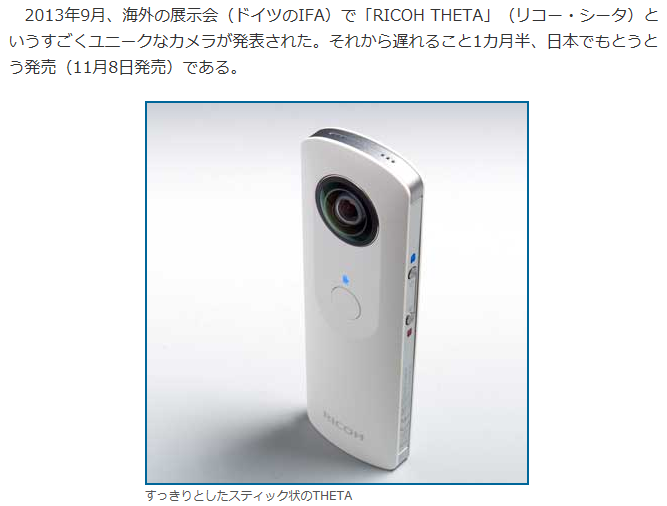 2013年9月、海外の展示会（ドイツのIFA）で「RICOH THETA」（リコー・シータ）と
いうすごくユニークなカメラが発表された。それから遅れること1カ月半、日本でもとうと
う発売（11月8日発売）である。
RICOH
すっきりとしたスティック状のTHETA